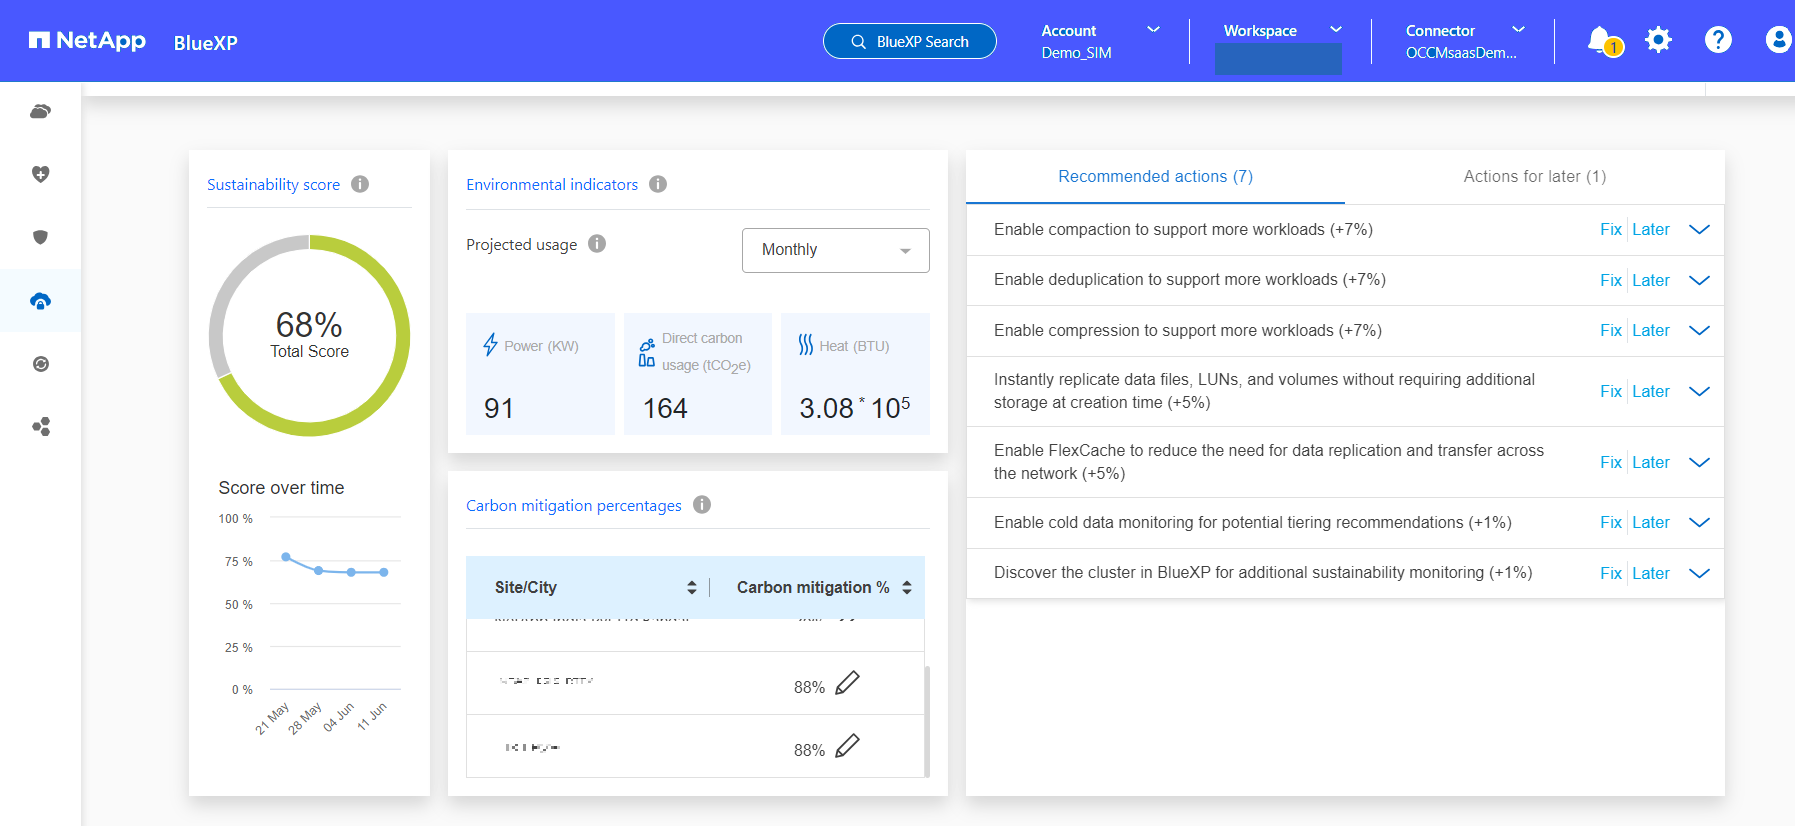 NetApp
BlueXP
BlueXP Search
Account
Demo_SIM
Workspace
Connector
OCCMsaasDem...
1
Sustainability score
68%
Total Score
Score over time
100 %
75 %
50 %
25 %
0 %
21 May
28 May
04 Jun
11 Jun
Environmental indicators
Projected usage
Monthly
Power (KW)
91
Direct carbon
usage (tCO2e)
164
Heat (BTU)
3.08 * 10⁵
Carbon mitigation percentages
Site/City
Carbon mitigation %
88%
88%
Recommended actions (7)
Actions for later (1)
Enable compaction to support more workloads (+7%)
Fix Later
Enable deduplication to support more workloads (+7%)
Fix Later
Enable compression to support more workloads (+7%)
Fix Later
Instantly replicate data files, LUNs, and volumes without requiring additional
storage at creation time (+5%)
Fix Later
Enable FlexCache to reduce the need for data replication and transfer across
the network (+5%)
Fix Later
Enable cold data monitoring for potential tiering recommendations (+1%)
Fix Later
Discover the cluster in BlueXP for additional sustainability monitoring (+1%)
Fix Later